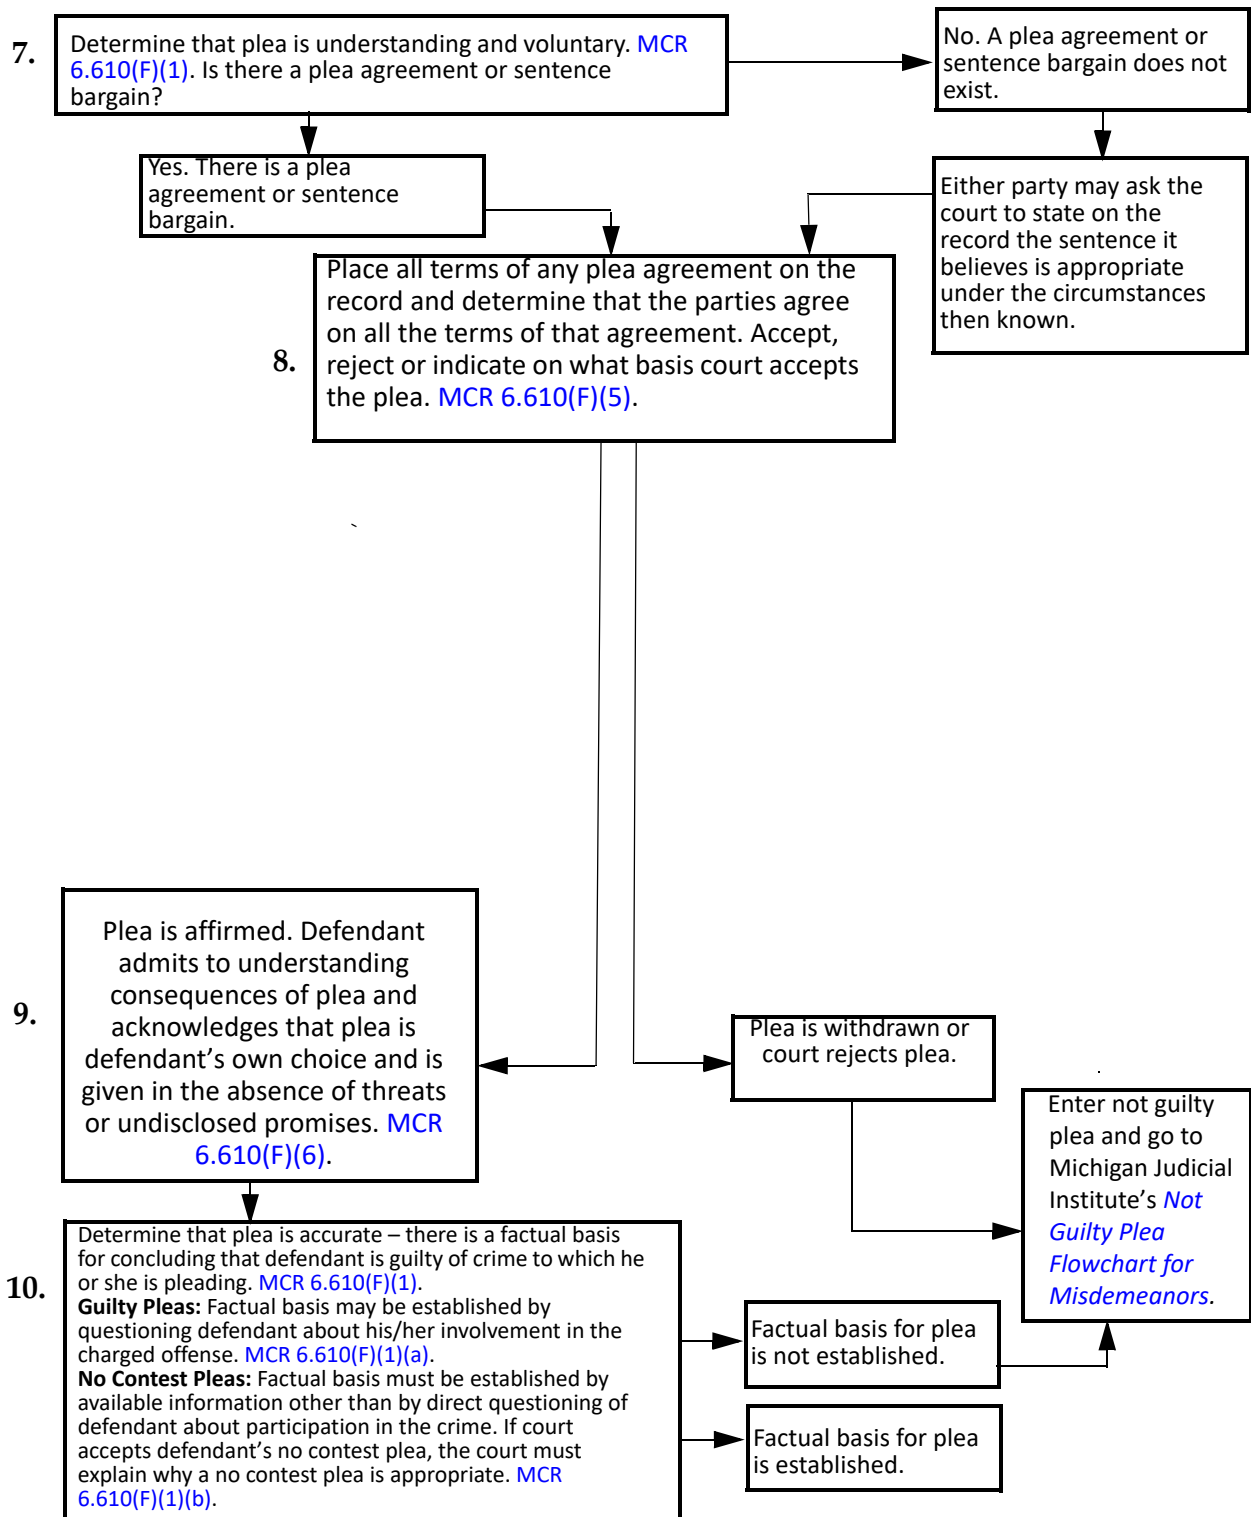 7.
Determine that plea is understanding and voluntary. MCR
6.610(F)(1). Is there a plea agreement or sentence
bargain?
No. A plea agreement or
sentence bargain does not
exist.
Yes. There is a plea
agreement or sentence
bargain.
Either party may ask the
court to state on the
record the sentence it
believes is appropriate
under the circumstances
then known.
8.
Place all terms of any plea agreement on the
record and determine that the parties agree
on all the terms of that agreement. Accept,
reject or indicate on what basis court accepts
the plea. MCR 6.610(F)(5).
9.
Plea is affirmed. Defendant
admits to understanding
consequences of plea and
acknowledges that plea is
defendant’s own choice and is
given in the absence of threats
or undisclosed promises. MCR
6.610(F)(6).
Plea is withdrawn or
court rejects plea.
Enter not guilty
plea and go to
Michigan Judicial
Institute’s Not
Guilty Plea
Flowchart for
Misdemeanors.
10.
Determine that plea is accurate – there is a factual basis
for concluding that defendant is guilty of crime to which he
or she is pleading. MCR 6.610(F)(1).
Guilty Pleas: Factual basis may be established by
questioning defendant about his/her involvement in the
charged offense. MCR 6.610(F)(1)(a).
No Contest Pleas: Factual basis must be established by
available information other than by direct questioning of
defendant about participation in the crime. If court
accepts defendant’s no contest plea, the court must
explain why a no contest plea is appropriate. MCR
6.610(F)(1)(b).
Factual basis for plea
is not established.
Factual basis for plea
is established.